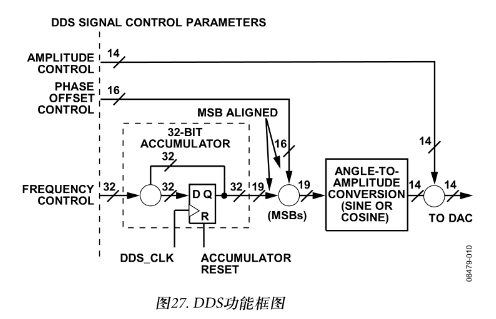 DDS SIGNAL CONTROL PARAMETERS
AMPLITUDE
CONTROL
14
PHASE
OFFSET
CONTROL
16
MSB ALIGNED
32-BIT
ACCUMULATOR
32
16
14
FREQUENCY
CONTROL
32
32
D Q
R
32
19
(MSBs)
19
ANGLE-TO-
AMPLITUDE
CONVERSION
(SINE OR
COSINE)
14
14
TO DAC
DDS_CLK
ACCUMULATOR
RESET
08479-010
图27. DDS功能框图